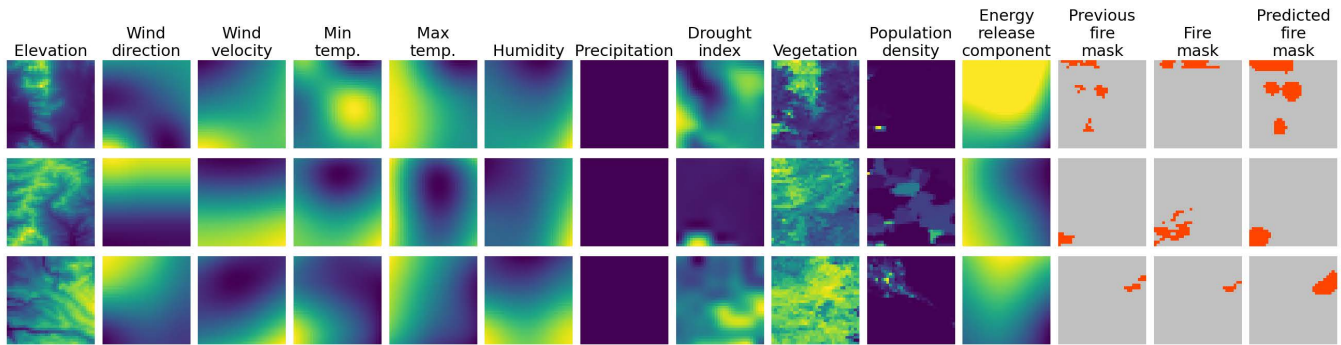 Elevation
Wind
direction
Wind
velocity
Min
temp.
Max
temp.
Humidity
Precipitation
Drought
index
Vegetation
Population
density
Energy
release
component
Previous
fire
mask
Fire
mask
Predicted
fire
mask